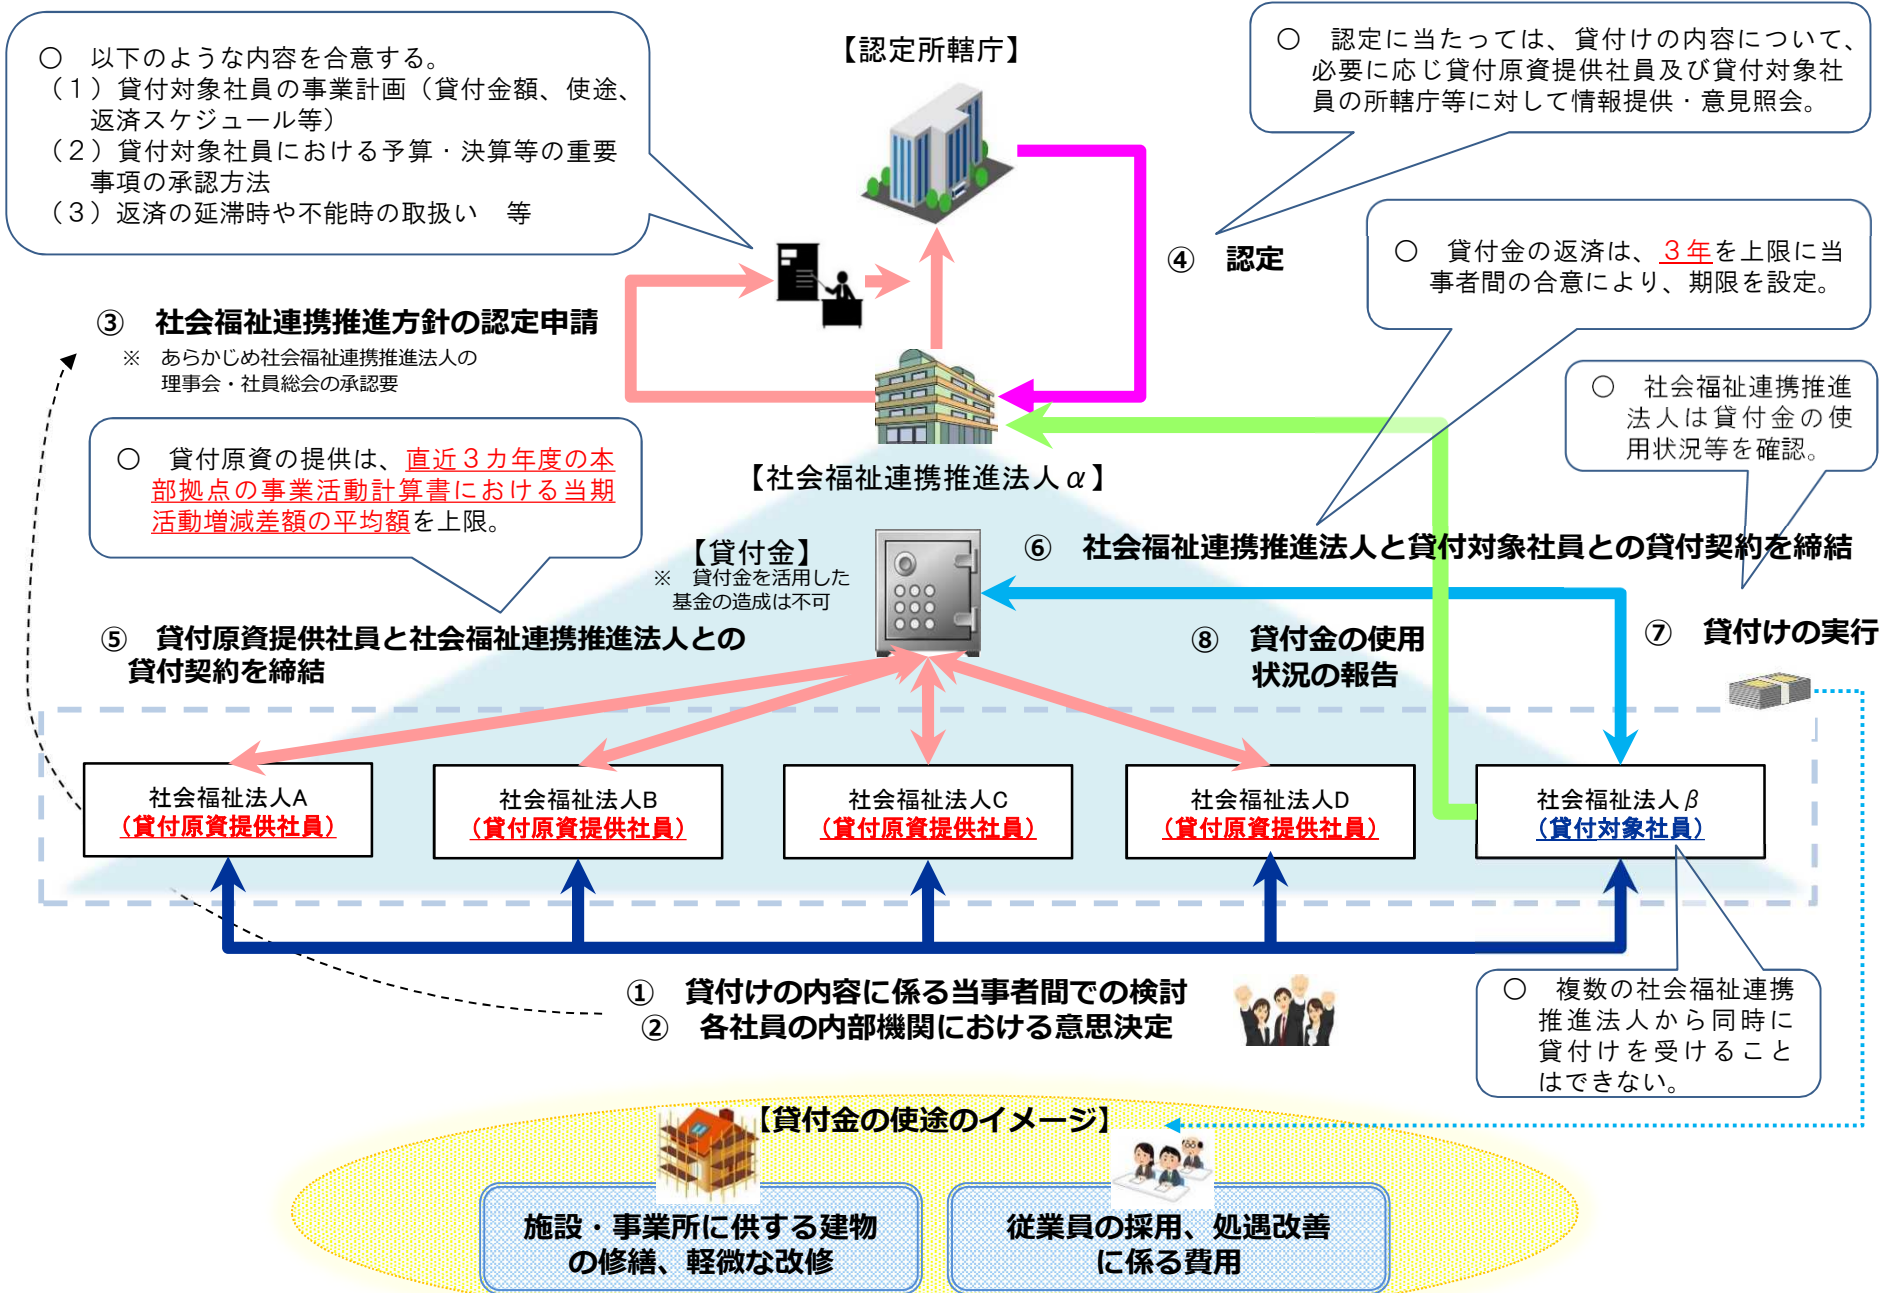 ○　以下のような内容を合意する。
（１）貸付対象社員の事業計画（貸付金額、使途、
返済スケジュール等）
（２）貸付対象社員における予算・決算等の重要
事項の承認方法
（３）返済の延滞時や不能時の取扱い　等
【認定所轄庁】
○　認定に当たっては、貸付けの内容について、
必要に応じ貸付原資提供社員及び貸付対象社
員の所轄庁等に対して情報提供・意見照会。
④　認定
○　貸付金の返済は、３年を上限に当
事者間の合意により、期限を設定。
③　社会福祉連携推進方針の認定申請
※　あらかじめ社会福祉連携推進法人の
理事会・社員総会の承認要
○　社会福祉連携推進
法人は貸付金の使
用状況等を確認。
○　貸付原資の提供は、直近３カ年度の本
部拠点の事業活動計算書における当期
活動増減差額の平均額を上限。
【社会福祉連携推進法人α】
【貸付金】
※　貸付金を活用した
基金の造成は不可
⑥　社会福祉連携推進法人と貸付対象社員との貸付契約を締結
⑤　貸付原資提供社員と社会福祉連携推進法人との
貸付契約を締結
⑧　貸付金の使用
状況の報告
⑦　貸付けの実行
社会福祉法人A
（貸付原資提供社員）
社会福祉法人B
（貸付原資提供社員）
社会福祉法人C
（貸付原資提供社員）
社会福祉法人D
（貸付原資提供社員）
社会福祉法人β
（貸付対象社員）
①　貸付けの内容に係る当事者間での検討
②　各社員の内部機関における意思決定
○　複数の社会福祉連携
推進法人から同時に
貸付けを受けること
はできない。
【貸付金の使途のイメージ】
施設・事業所に供する建物
の修繕、軽微な改修
従業員の採用、処遇改善
に係る費用